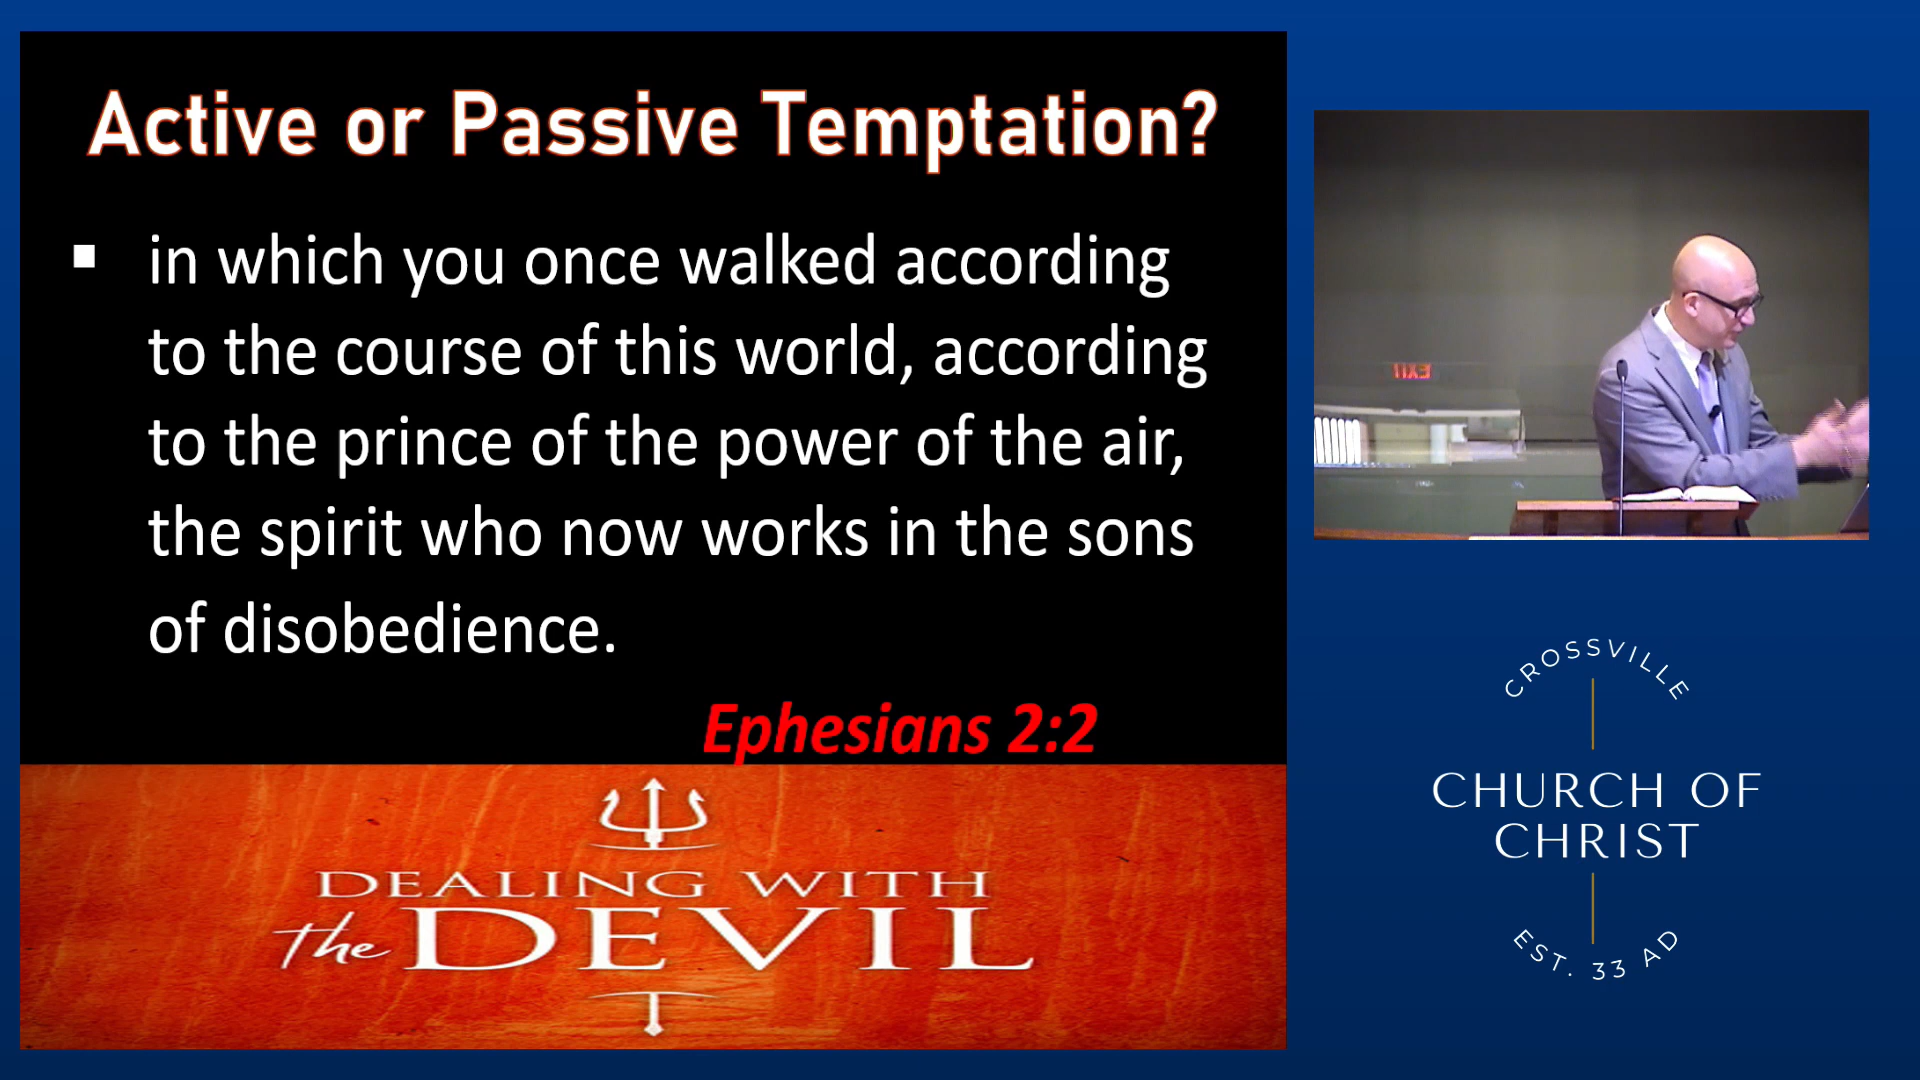 Active or Passive Temptation?
▪ in which you once walked according
to the course of this world, according
to the prince of the power of the air,
the spirit who now works in the sons
of disobedience.
Ephesians 2:2
DEALING WITH
the DEVIL
EXIT
CROSSVILLE
CHURCH OF
CHRIST
EST. 33 AD